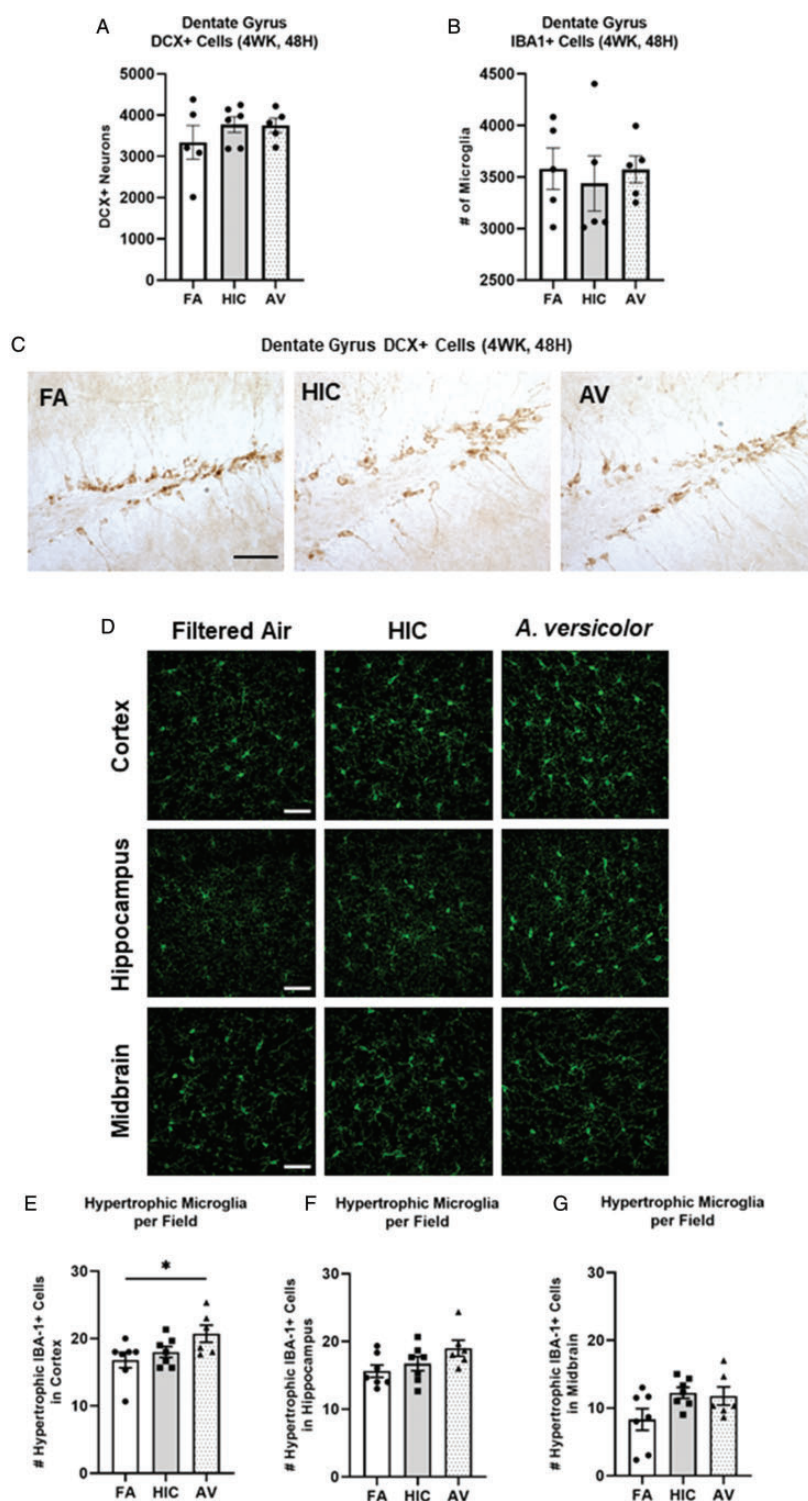 A
Dentate Gyrus
DCX+ Cells (4WK, 48H)
DCX+ Neurons
5000
4000
3000
2000
1000
0
FA HIC AV
B
Dentate Gyrus
IBA1+ Cells (4WK, 48H)
# of Microglia
4500
4000
3500
3000
2500
FA HIC AV
C
Dentate Gyrus DCX+ Cells (4WK, 48H)
FA
HIC
AV
D
Filtered Air
HIC
A. versicolor
Cortex
Hippocampus
Midbrain
E
Hypertrophic Microglia
per Field
# Hypertrophic IBA-1+ Cells
in Cortex
30
20
10
0
*
FA HIC AV
F
Hypertrophic Microglia
per Field
# Hypertrophic IBA-1+ Cells
in Hippocampus
30
20
10
0
FA HIC AV
G
Hypertrophic Microglia
per Field
# Hypertrophic IBA-1+ Cells
in Midbrain
30
20
10
0
FA HIC AV